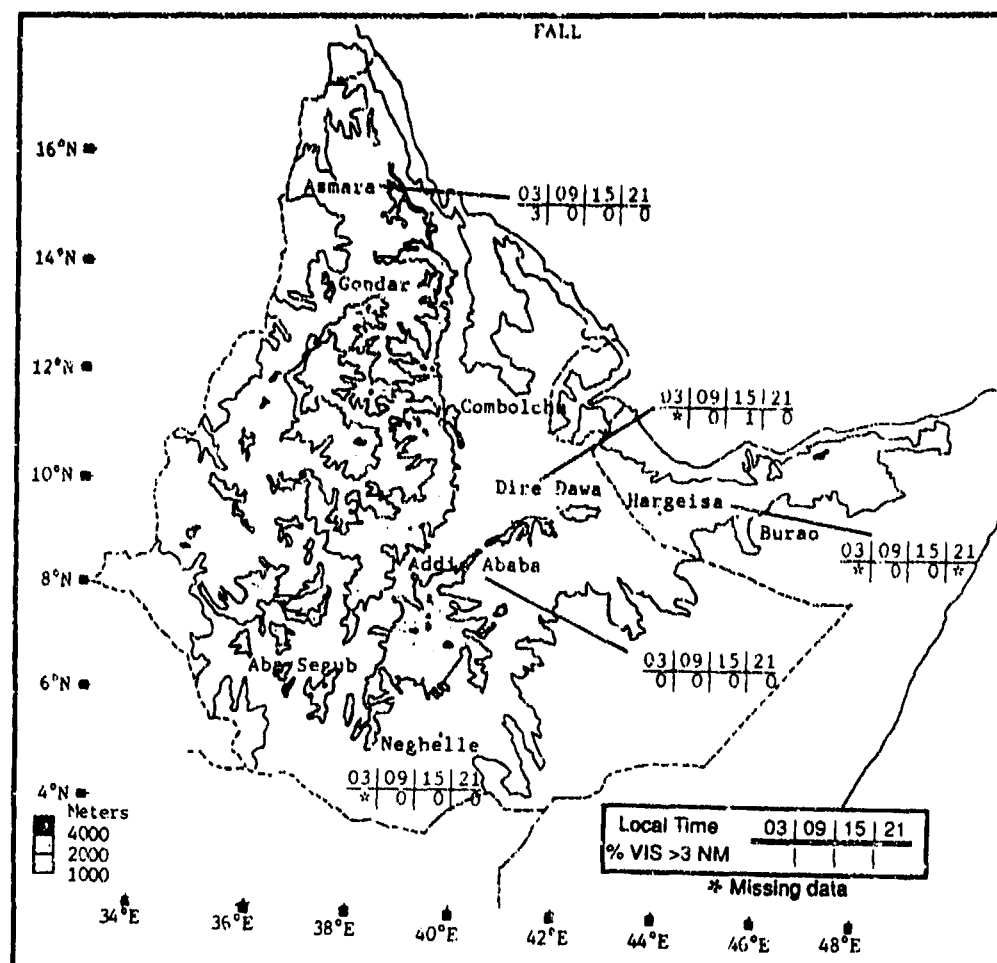 FALL
16°N
Asmara
03 | 09 | 15 | 21
3 | 0 | 0 | 0
14°N
Gondar
12°N
Combolcha
03 | 09 | 15 | 21
* | 0 | 1 | 0
10°N
Dire Dawa
Hargeisa
Burao
03 | 09 | 15 | 21
* | 0 | 0 | *
8°N
Addis Ababa
03 | 09 | 15 | 21
0 | 0 | 0 | 0
6°N
Aba Segub
Neghelle
03 | 09 | 15 | 21
* | 0 | 0 | 0
4°N
Meters
4000
2000
1000
Local Time 03 | 09 | 15 | 21
% VIS >3 NM
* Missing data
34°E 36°E 38°E 40°E 42°E 44°E 46°E 48°E